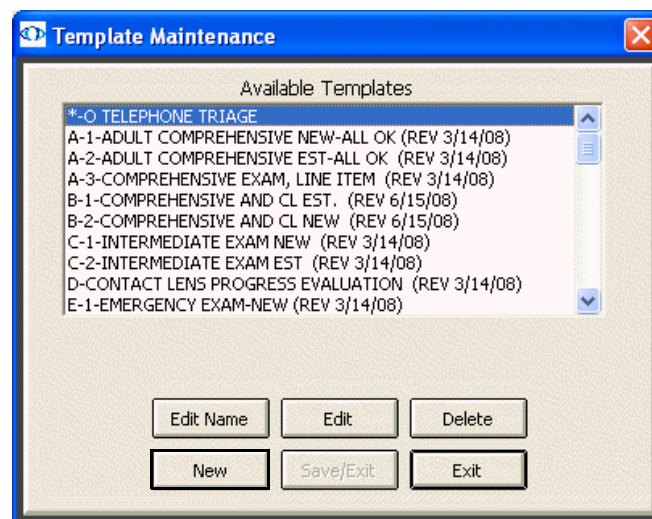 Template Maintenance
Available Templates
*-O TELEPHONE TRIAGE
A-1-ADULT COMPREHENSIVE NEW-ALL OK (REV 3/14/08)
A-2-ADULT COMPREHENSIVE EST-ALL OK (REV 3/14/08)
A-3-COMPREHENSIVE EXAM, LINE ITEM (REV 3/14/08)
B-1-COMPREHENSIVE AND CL EST. (REV 6/15/08)
B-2-COMPREHENSIVE AND CL NEW (REV 6/15/08)
C-1-INTERMEDIATE EXAM NEW (REV 3/14/08)
C-2-INTERMEDIATE EXAM EST (REV 3/14/08)
D-CONTACT LENS PROGRESS EVALUATION (REV 3/14/08)
E-1-EMERGENCY EXAM-NEW (REV 3/14/08)
Edit Name Edit Delete
New Save/Exit Exit